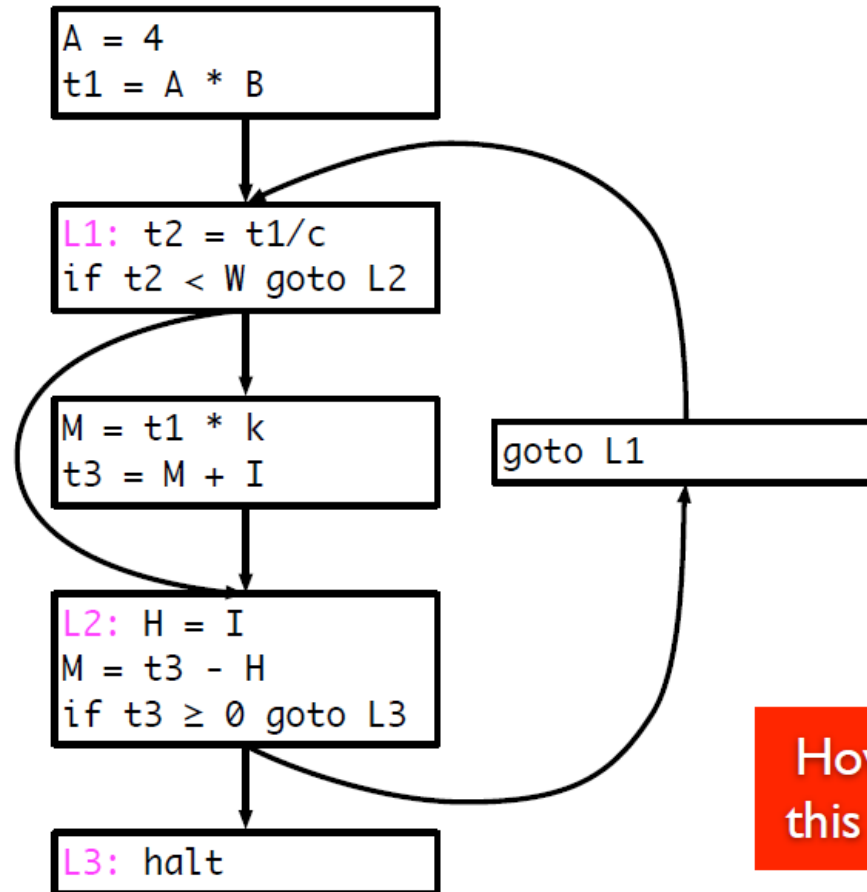 A = 4
t1 = A * B
L1: t2 = t1/c
if t2 < W goto L2
M = t1 * k
t3 = M + I
goto L1
L2: H = I
M = t3 - H
if t3 ≥ 0 goto L3
this
L3: halt